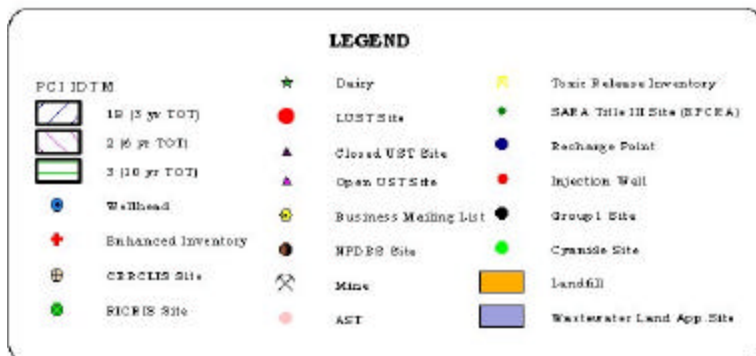 LEGEND
PCI IDTM
1B (3 yr TOT)
2 (6 yr TOT)
3 (10 yr TOT)
Wellhead
Enhanced Inventory
CERCLIS Site
RICRIS Site
Dairy
LUST Site
Closed UST Site
Open UST Site
Business Mailing List
NPDES Site
Mine
AST
Toxic Release Inventory
SARA Title III Site (EPCRA)
Recharge Point
Injection Well
Group1 Site
Cyanide Site
Landfill
Wastewater Land App. Site